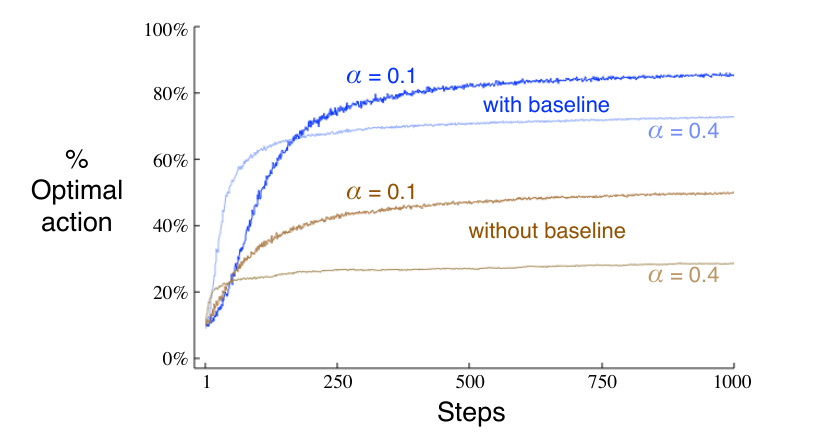 100%
80%
60%
40%
20%
0%
%
Optimal
action
α = 0.1
with baseline
α = 0.4
α = 0.1
without baseline
α = 0.4
1
250
500
750
1000
Steps